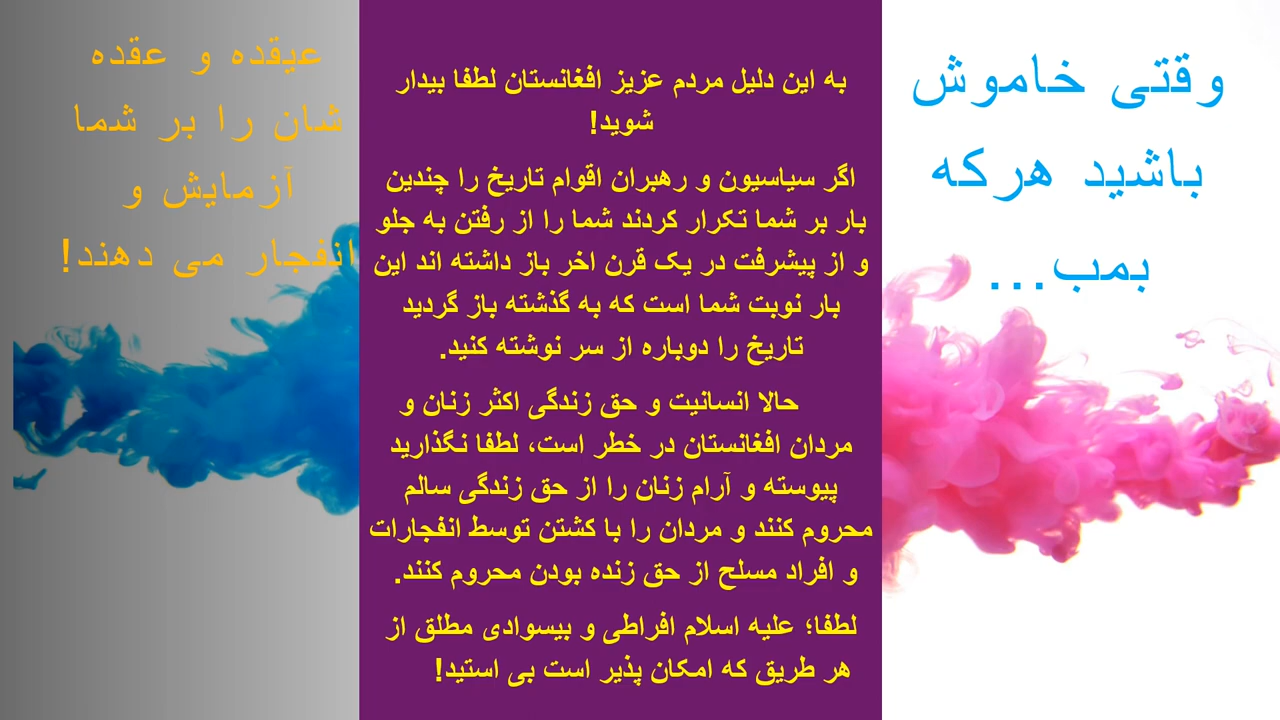 وقتی خاموش
باشید هرکه
بمب...
به این دلیل مردم عزیز افغانستان لطفا بیدار
شوید!
اگر سیاسیون و رهبران اقوام تاریخ را چندین
بار بر شما تکرار کردند شما را از رفتن به جلو
و از پیشرفت در یک قرن اخر باز داشته اند این
بار نوبت شما است که به گذشته باز گردید
تاریخ را دوباره از سر نوشته کنید.
حالا انسانیت و حق زندگی اکثر زنان و
مردان افغانستان در خطر است، لطفا نگذارید
پیوسته و آرام زنان را از حق زندگی سالم
محروم کنند و مردان را با کشتن توسط انفجارات
و افراد مسلح از حق زنده بودن محروم کنند.
لطفا؛ علیه اسلام افراطی و بیسوادی مطلق از
هر طریق که امکان پذیر است بی استید!
عیقده و عقده
شان را بر شما
آزمایش و
انفجار می دهند!